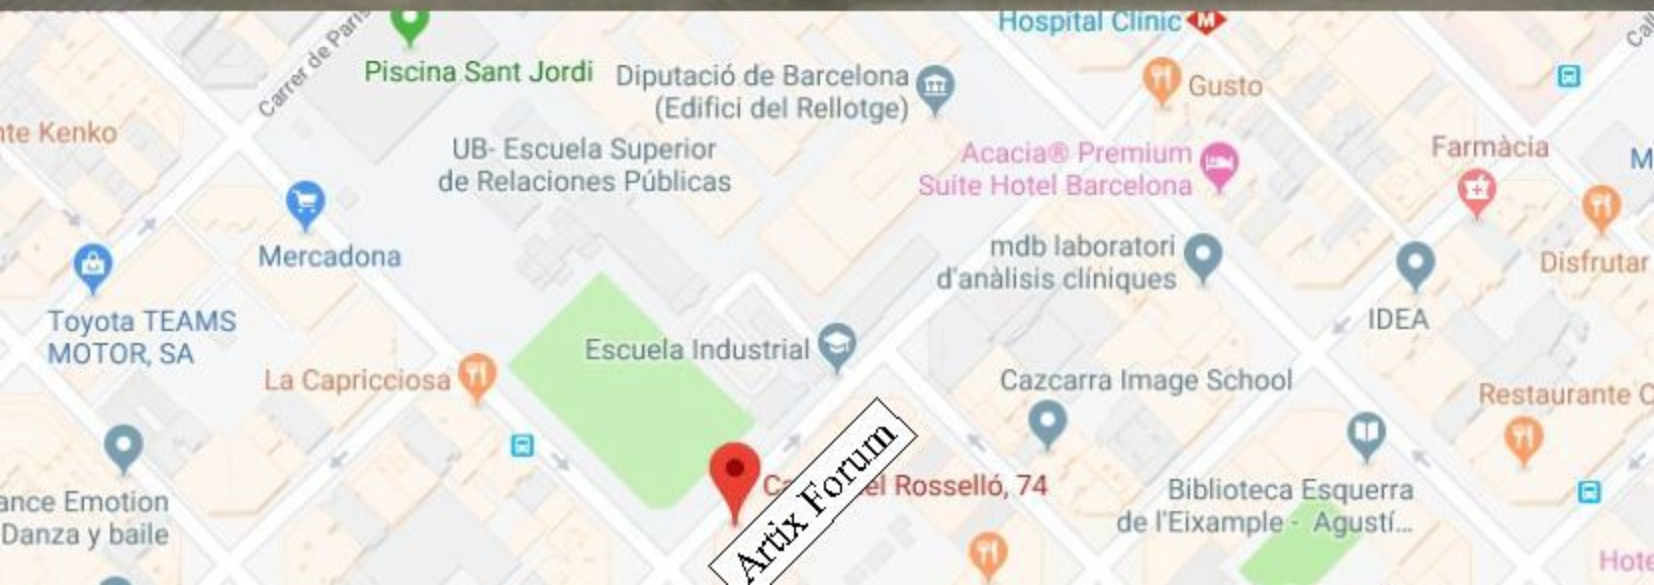 Hospital Clínic
M
Carrer de París
Piscina Sant Jordi
Diputació de Barcelona
(Edifici del Rellotge)
Gusto
nte Kenko
UB- Escuela Superior
de Relaciones Públicas
Acacia® Premium
Suite Hotel Barcelona
Farmàcia
M
Mercadona
mdb laboratori
d'anàlisis clíniques
Disfrutar
Toyota TEAMS
MOTOR, SA
IDEA
Escuela Industrial
La Capricciosa
Cazcarra Image School
Restaurante C
el Rosselló, 74
Artix Forum
ance Emotion
Danza y baile
Biblioteca Esquerra
de l'Eixample - Agustí...
Hote